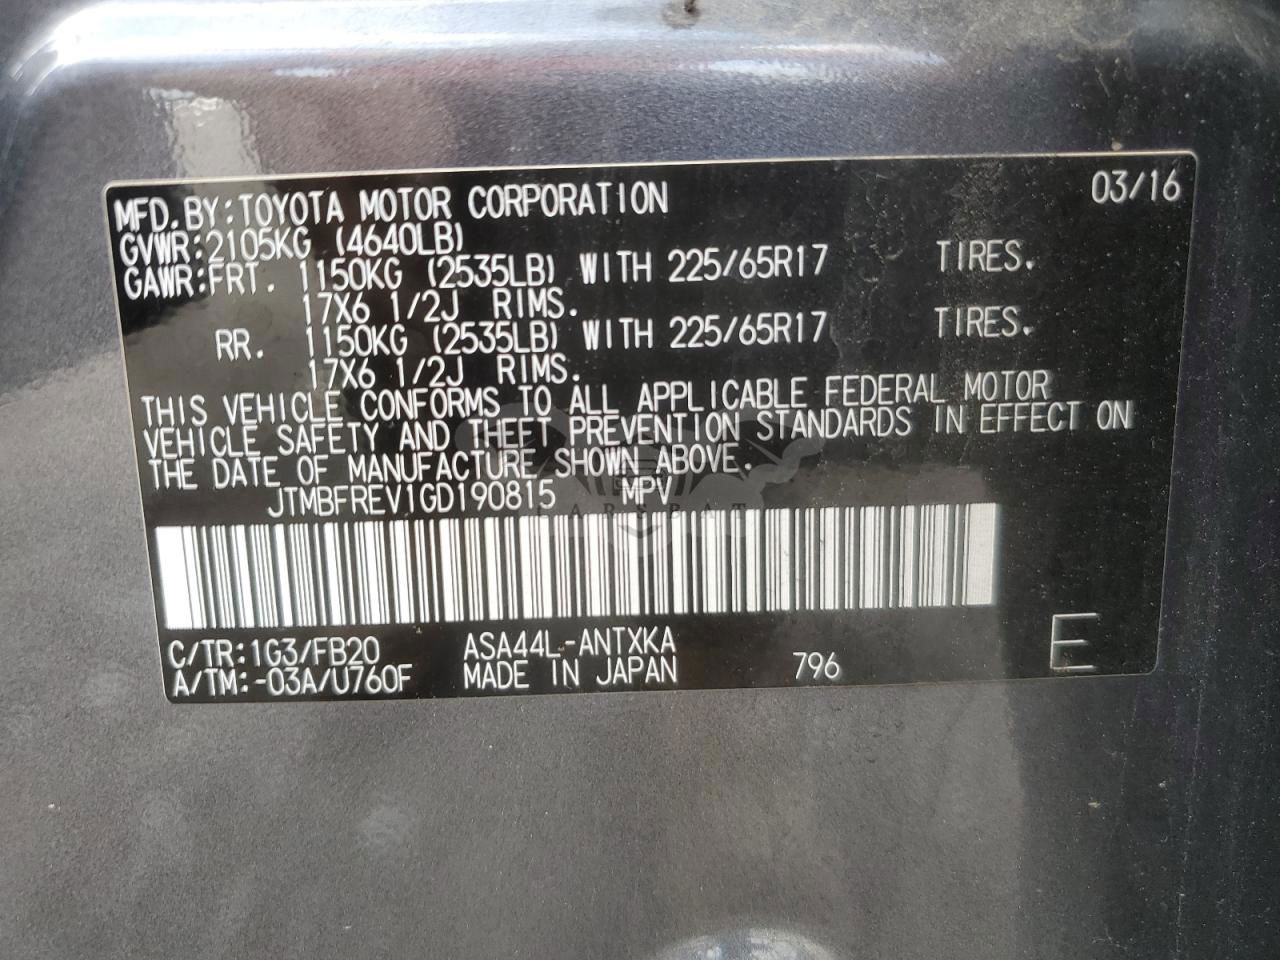 MFD.BY:TOYOTA MOTOR CORPORATION 03/16
GVWR:2105KG (4640LB)
GAWR:FRT. 1150KG (2535LB) WITH 225/65R17 TIRES.
17X6 1/2J RIMS.
RR. 1150KG (2535LB) WITH 225/65R17 TIRES.
17X6 1/2J RIMS.
THIS VEHICLE CONFORMS TO ALL APPLICABLE FEDERAL MOTOR
VEHICLE SAFETY AND THEFT PREVENTION STANDARDS IN EFFECT ON
THE DATE OF MANUFACTURE SHOWN ABOVE.
JTMBFREV1GD190815 MPV
CARSBAT
C/TR:1G3/FB20 ASA44L-ANTXKA
A/TM:-03A/U760F MADE IN JAPAN 796 E